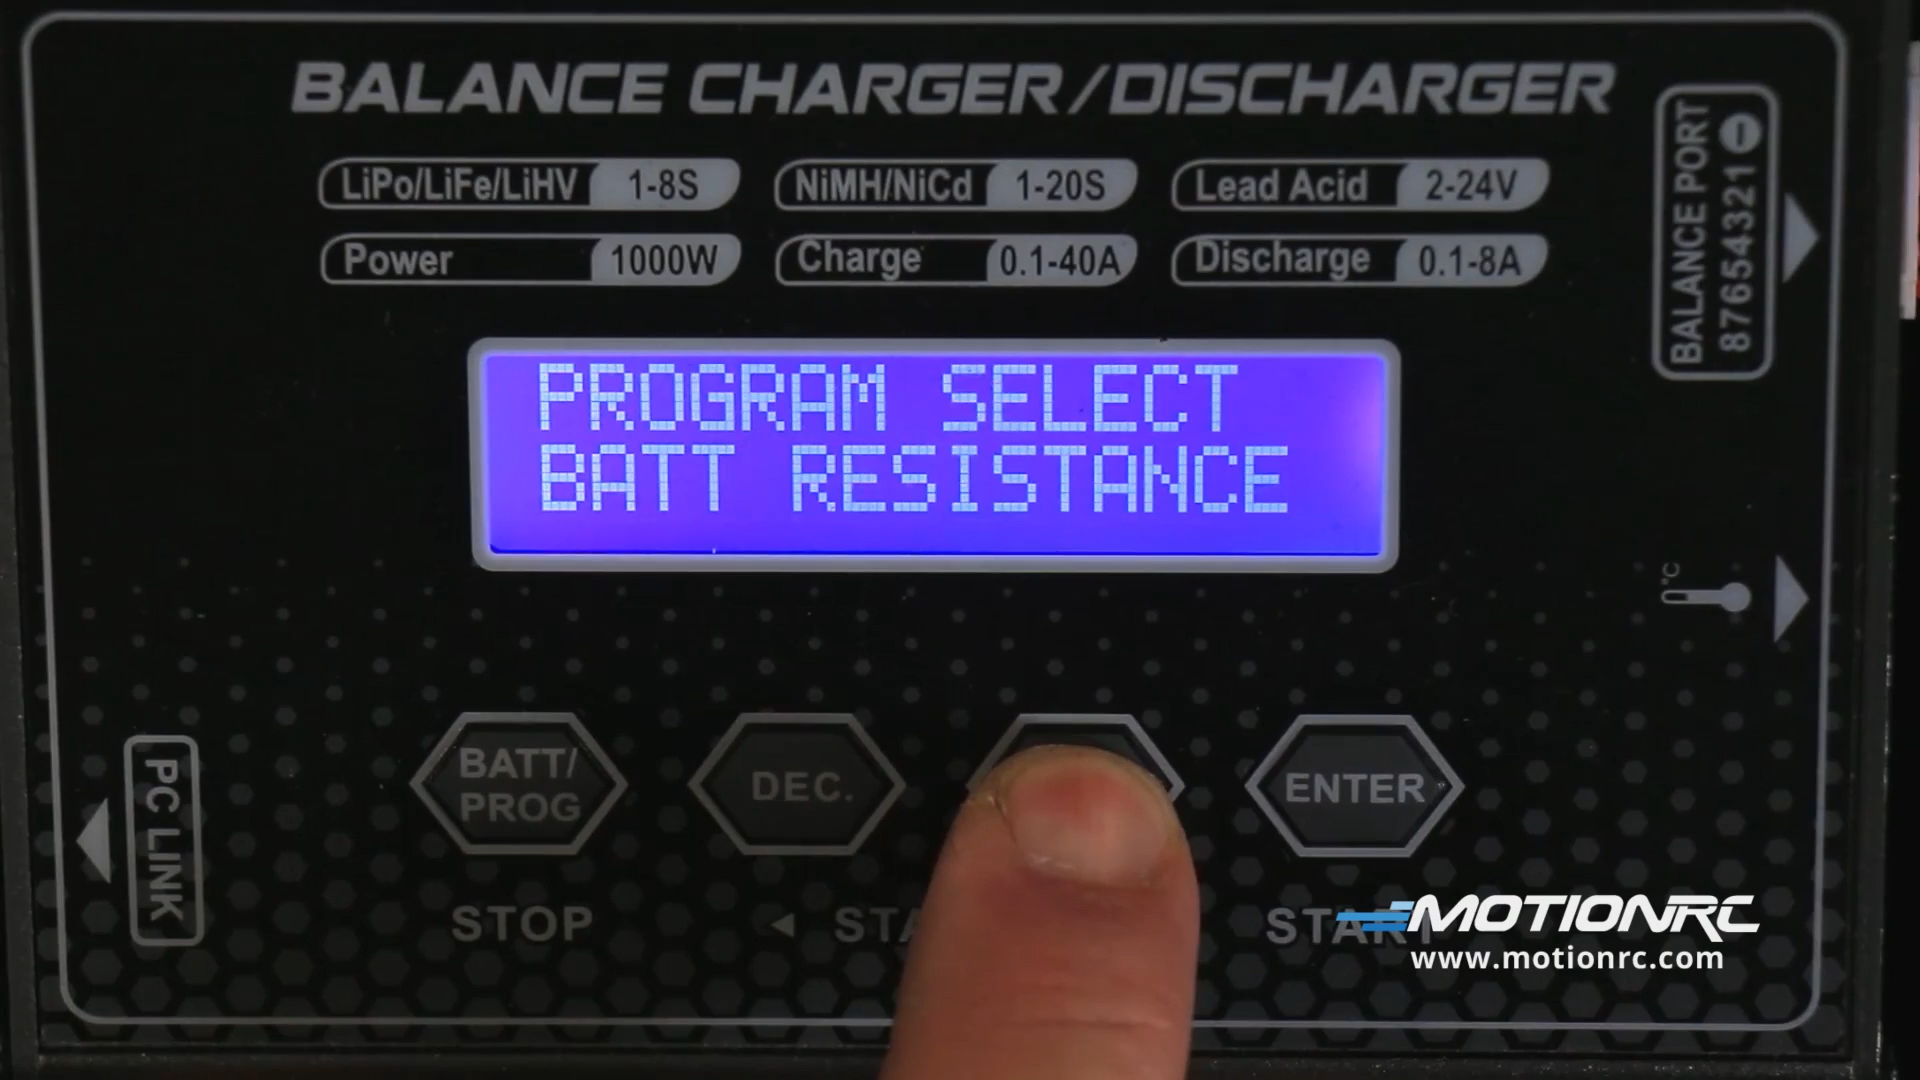 BALANCE CHARGER/DISCHARGER
LiPo/LiFe/LiHV 1-8S NiMH/NiCd 1-20S Lead Acid 2-24V
Power 1000W Charge 0.1-40A Discharge 0.1-8A
BALANCE PORT
87654321
PROGRAM SELECT
BATT RESISTANCE
°C
PC LINK
BATT/
PROG
DEC.
ENTER
STOP
START
MOTIONRC
www.motionrc.com